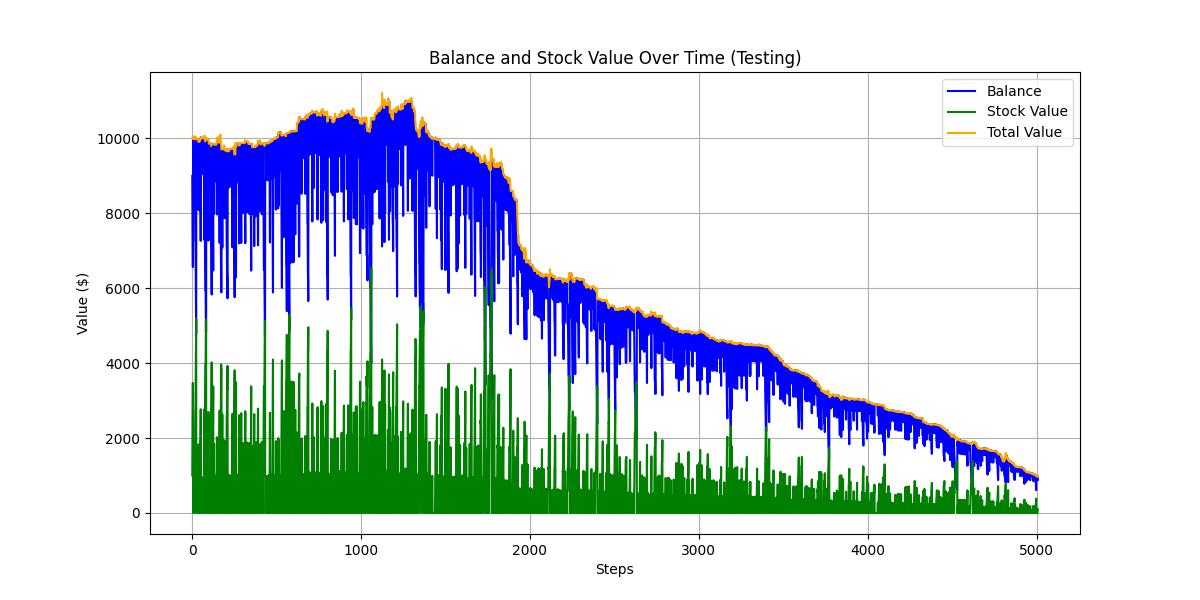 Balance and Stock Value Over Time (Testing)
Balance
Stock Value
Total Value
Value ($)
10000
8000
6000
4000
2000
0
0
1000
2000
3000
4000
5000
Steps